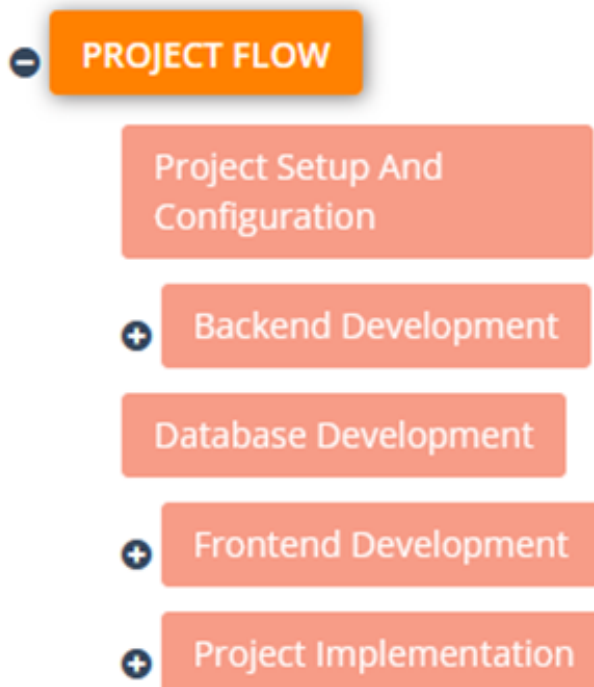 PROJECT FLOW
Project Setup And
Configuration
Backend Development
Database Development
Frontend Development
Project Implementation